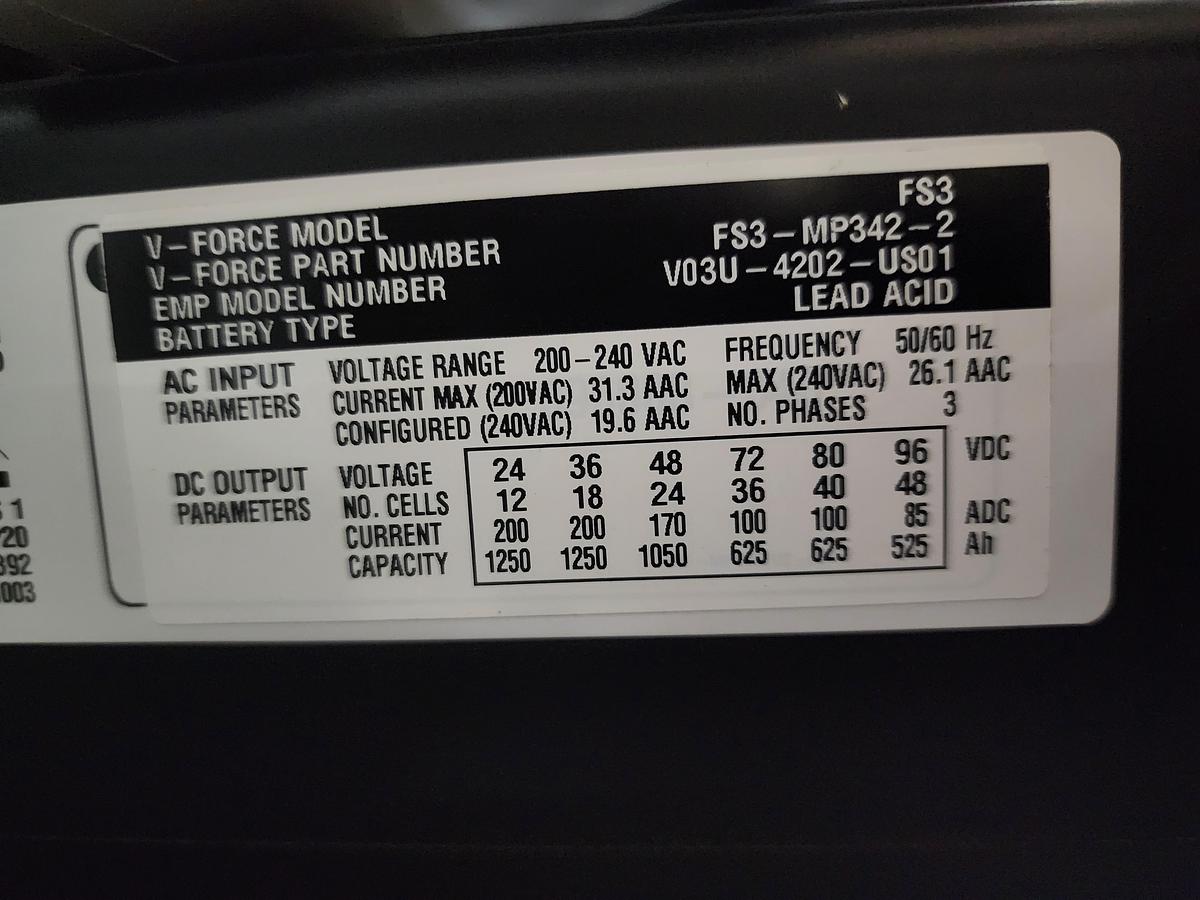 V-FORCE MODEL FS3
V-FORCE PART NUMBER FS3-MP342-2
EMP MODEL NUMBER V03U-4202-US01
BATTERY TYPE LEAD ACID
AC INPUT PARAMETERS
VOLTAGE RANGE 200-240 VAC FREQUENCY 50/60 Hz
CURRENT MAX (200VAC) 31.3 AAC MAX (240VAC) 26.1 AAC
CONFIGURED (240VAC) 19.6 AAC NO. PHASES 3
DC OUTPUT PARAMETERS
VOLTAGE 24 36 48 72 80 96 VDC
NO. CELLS 12 18 24 36 40 48
CURRENT 200 200 170 100 100 85 ADC
CAPACITY 1250 1250 1050 625 625 525 Ah
1
20
392
003